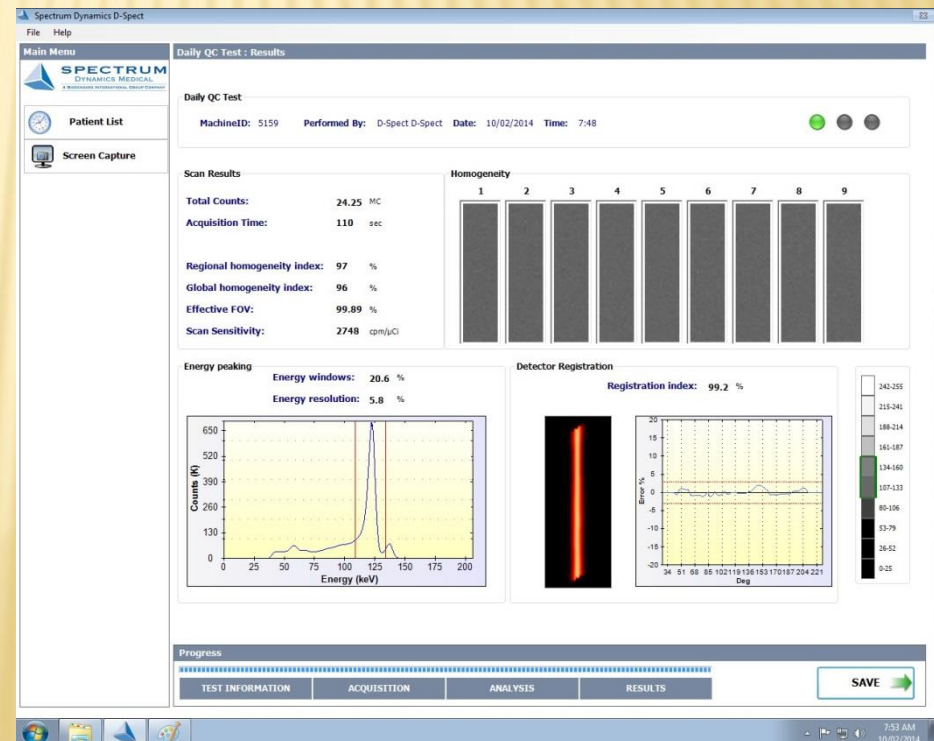 Spectrum Dynamics D-Spect
File Help
Main Menu
SPECTRUM
DYNAMICS MEDICAL
Patient List
Screen Capture
Daily QC Test : Results
Daily QC Test
MachineID: 5159 Performed By: D-Spect D-Spect Date: 10/02/2014 Time: 7:48
Scan Results
Total Counts: 24.25 MC
Acquisition Time: 110 sec
Regional homogeneity index: 97 %
Global homogeneity index: 96 %
Effective FOV: 99.89 %
Scan Sensitivity: 2748 cpm/µCi
Homogeneity
1 2 3 4 5 6 7 8 9
Energy peaking
Energy windows: 20.6 %
Energy resolution: 5.8 %
Counts (K)
650
520
390
260
130
0
0 25 50 75 100 125 150 175 200
Energy (keV)
Detector Registration
Registration index: 99.2 %
Error %
20
15
10
5
0
-5
-10
-15
-20
34 51 68 85 102 119 136 153 170 187 204 221
Deg
242-255
215-241
188-214
161-187
134-160
107-133
80-106
53-79
26-52
0-25
Progress
TEST INFORMATION ACQUISITION ANALYSIS RESULTS
SAVE
7:53 AM
10/02/2014